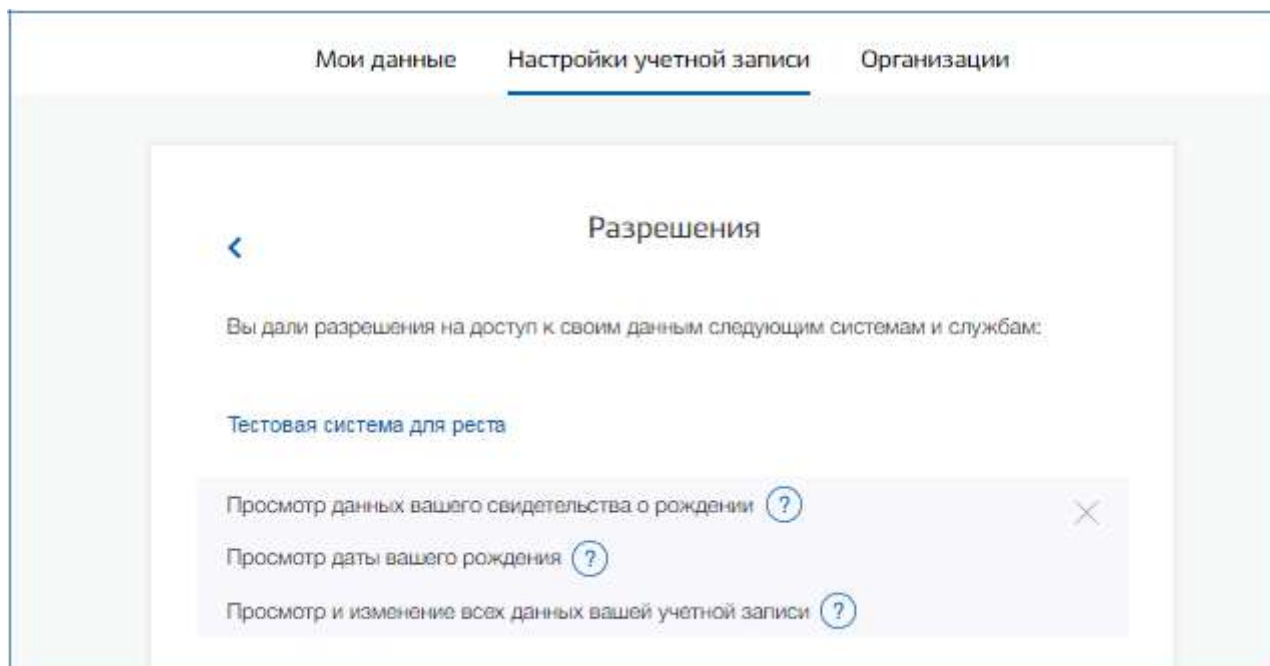 Мои данные Настройки учетной записи Организации
Разрешения
Вы дали разрешения на доступ к своим данным следующим системам и службам:
Тестовая система для реста
Просмотр данных вашего свидетельства о рождении ?
Просмотр даты вашего рождения ?
Просмотр и изменение всех данных вашей учетной записи ?